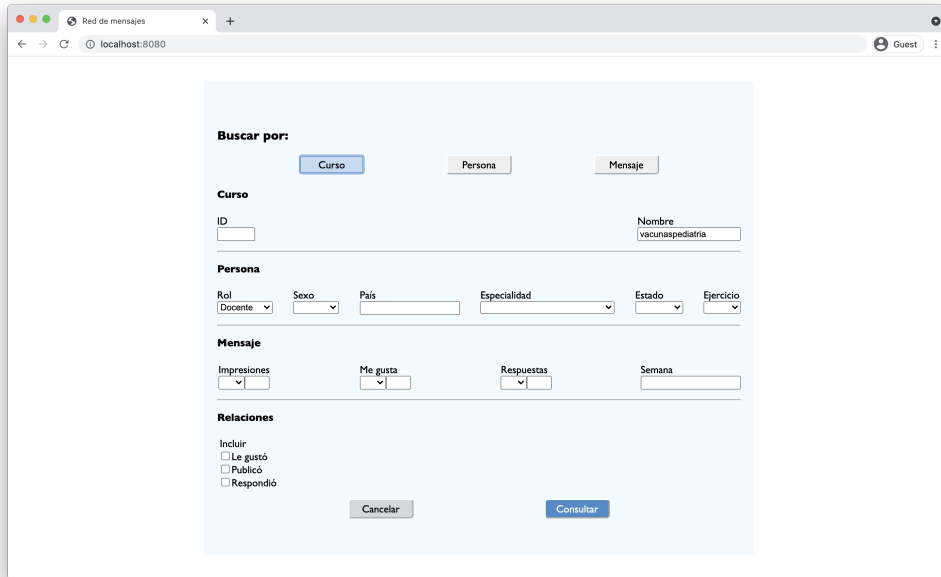 Red de mensajes
localhost:8080
Guest
Buscar por:
Curso Persona Mensaje
Curso
ID Nombre
vacunaspediatria
Persona
Rol Sexo País Especialidad Estado Ejercicio
Docente
Mensaje
Impresiones Me gusta Respuestas Semana
Relaciones
Incluir
Le gustó
Publicó
Respondió
Cancelar Consultar